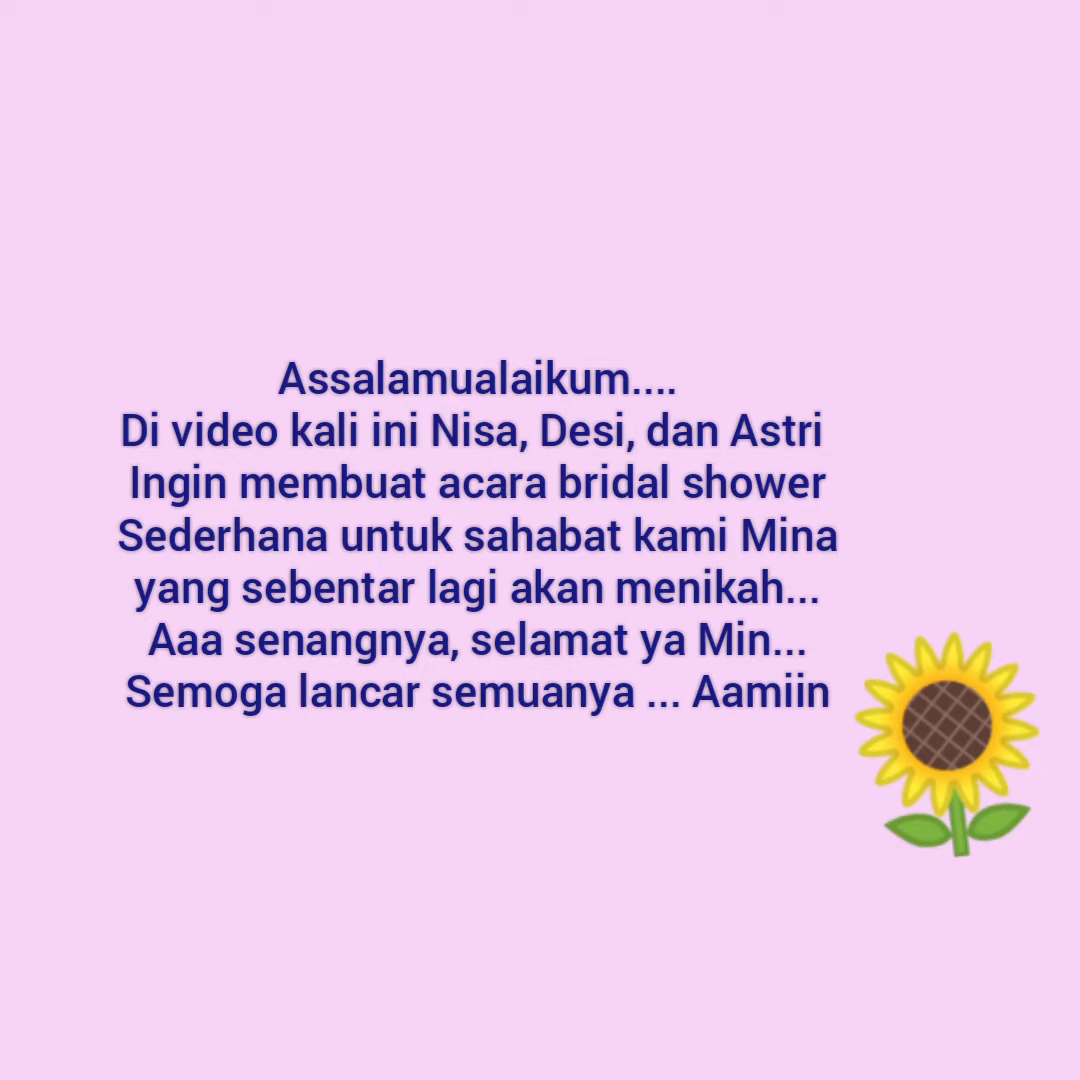 Assalamualaikum....
Di video kali ini Nisa, Desi, dan Astri
Ingin membuat acara bridal shower
Sederhana untuk sahabat kami Mina
yang sebentar lagi akan menikah...
Aaa senangnya, selamat ya Min...
Semoga lancar semuanya ... Aamiin